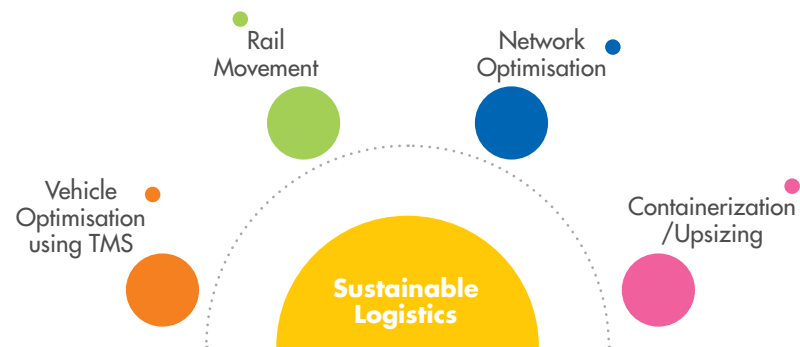 Rail
Movement
Network
Optimisation
Vehicle
Optimisation
using TMS
Containerization
/Upsizing
Sustainable
Logistics